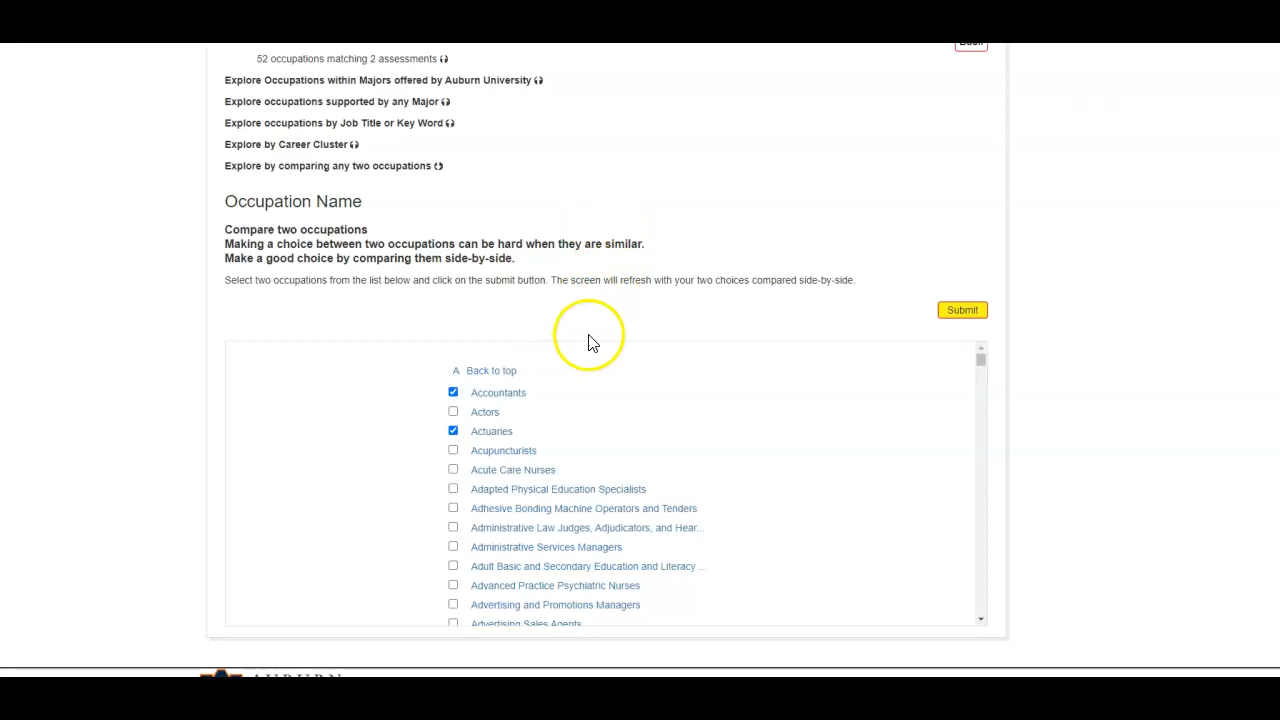 Back
52 occupations matching 2 assessments
Explore Occupations within Majors offered by Auburn University
Explore occupations supported by any Major
Explore occupations by Job Title or Key Word
Explore by Career Cluster
Explore by comparing any two occupations
Occupation Name
Compare two occupations
Making a choice between two occupations can be hard when they are similar.
Make a good choice by comparing them side-by-side.
Select two occupations from the list below and click on the submit button. The screen will refresh with your two choices compared side-by-side.
Submit
A Back to top
Accountants
Actors
Actuaries
Acupuncturists
Acute Care Nurses
Adapted Physical Education Specialists
Adhesive Bonding Machine Operators and Tenders
Administrative Law Judges, Adjudicators, and Hear...
Administrative Services Managers
Adult Basic and Secondary Education and Literacy ...
Advanced Practice Psychiatric Nurses
Advertising and Promotions Managers
Advertising Sales Agents
AUBURN